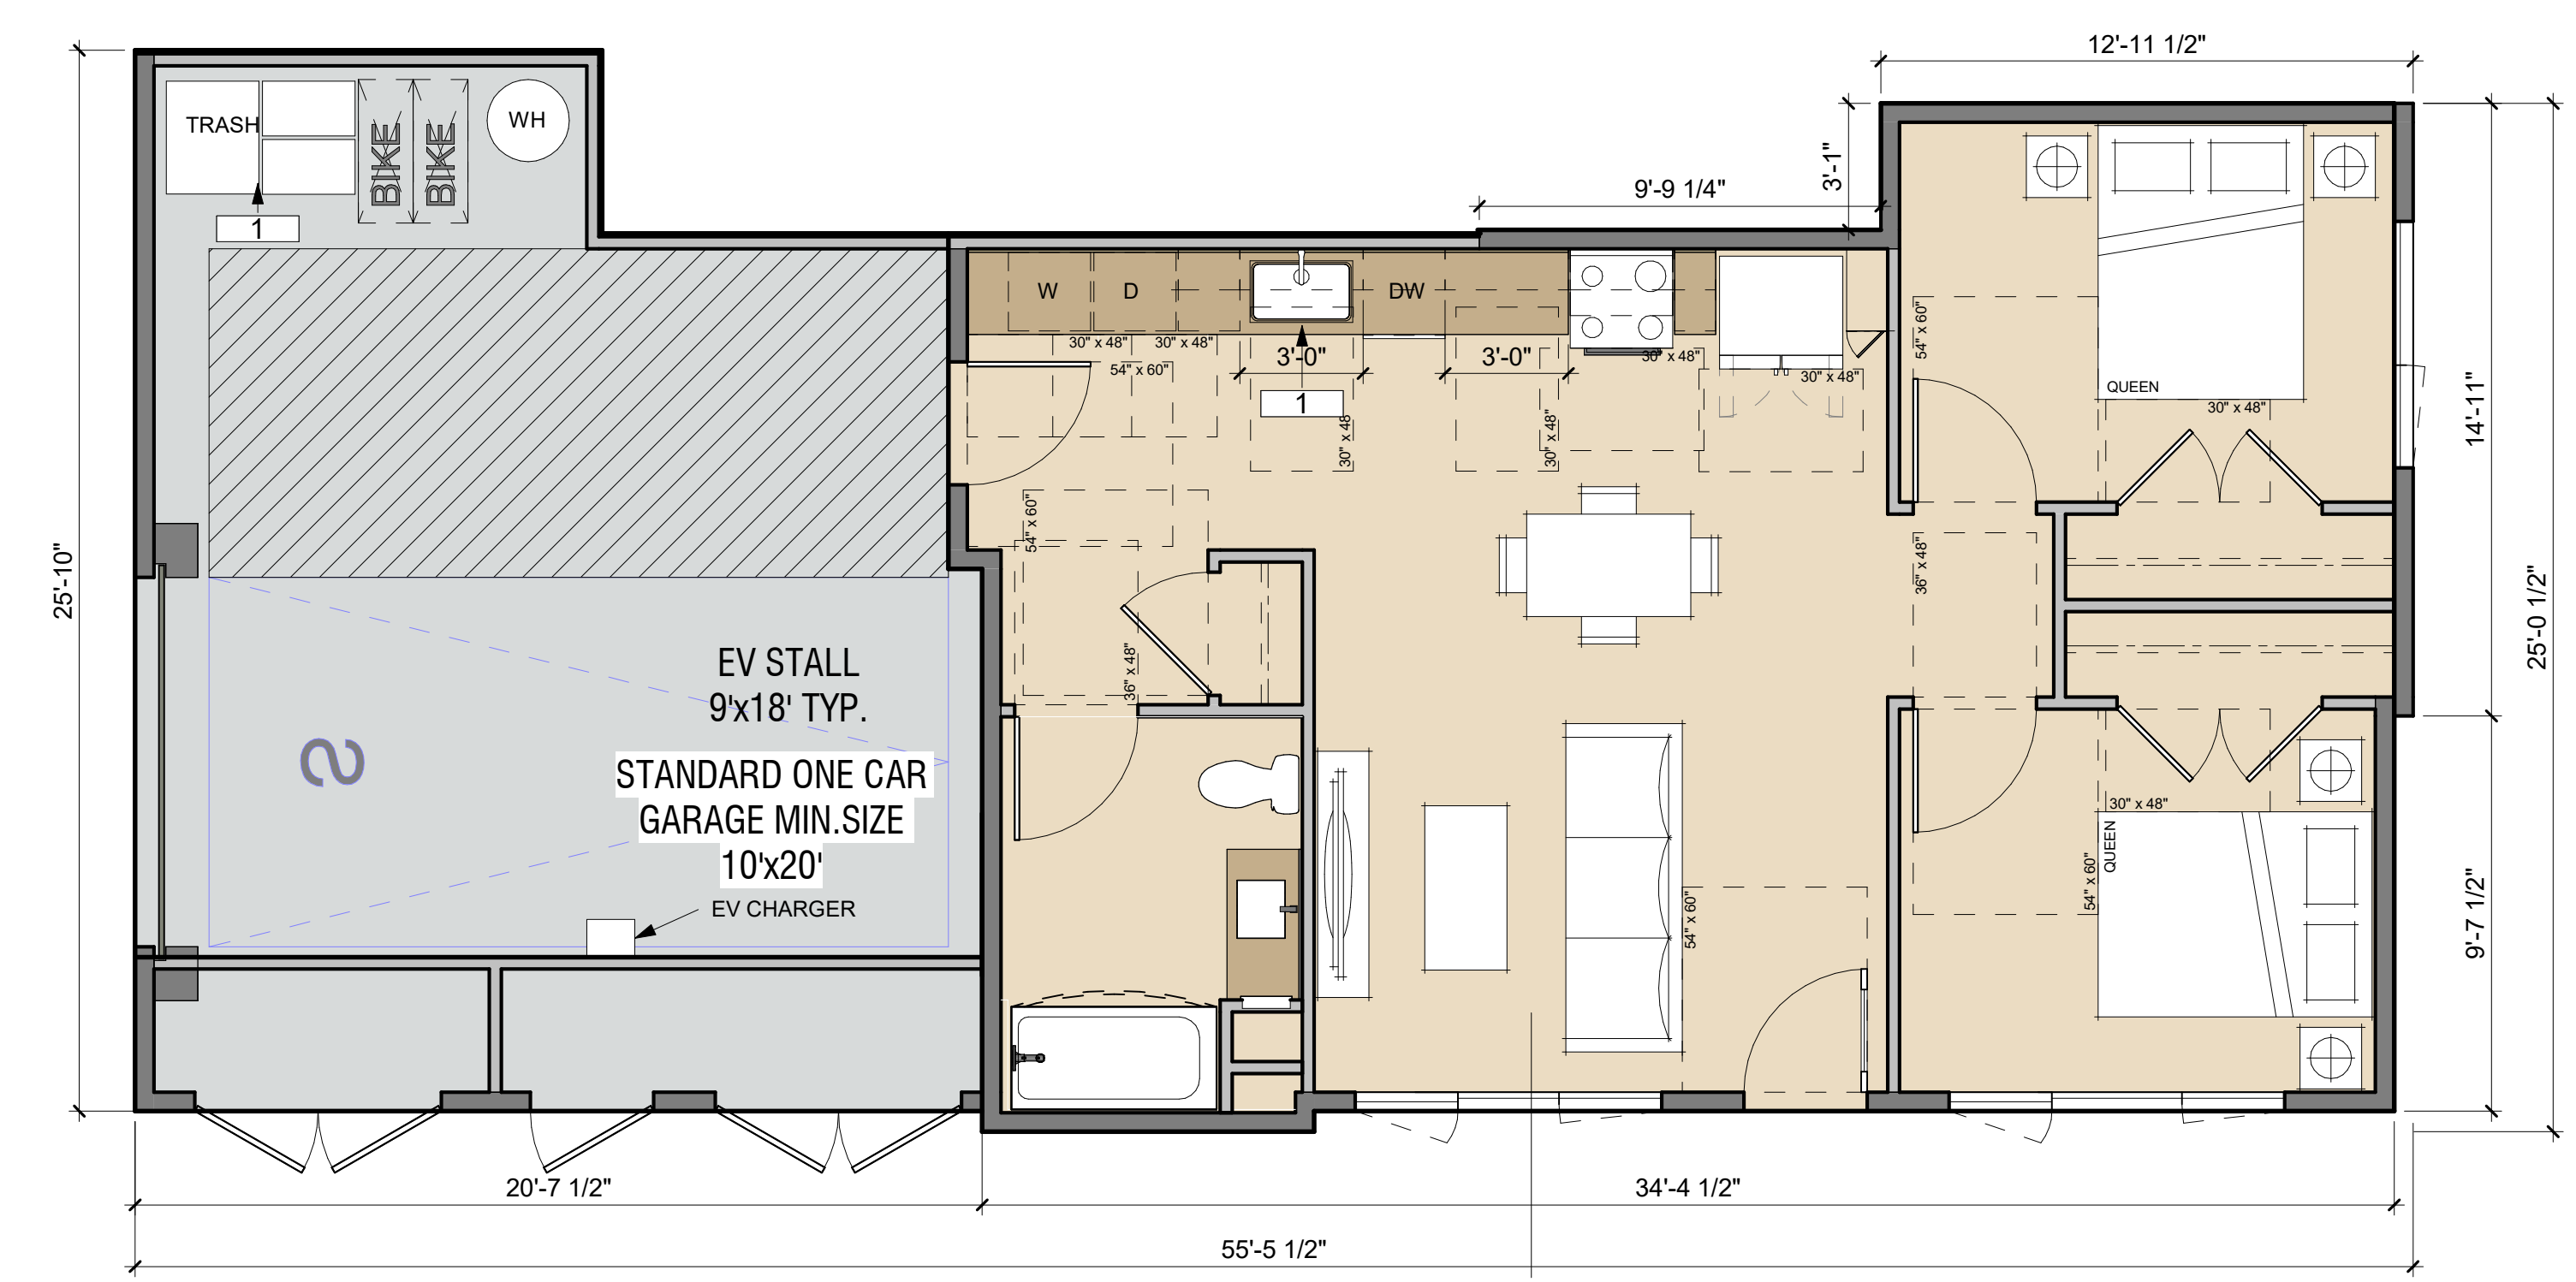 12'-11 1/2"
TRASH
BIKE
BIKE
WH
1
3'-1"
9'-9 1/4"
W
D
DW
30" x 48"
30" x 48"
54" x 60"
3'-0"
3'-0"
30" x 48"
30" x 48"
1
30" x 48
30" x 48"
54" x 60"
QUEEN
30" x 48"
14'-11"
25'-10"
54" x 60"
36" x 48"
36" x 48"
25'-0 1/2"
EV STALL
9'x18' TYP.
S
STANDARD ONE CAR
GARAGE MIN.SIZE
10'x20'
EV CHARGER
54" x 60"
30" x 48"
QUEEN
54" x 60"
9'-7 1/2"
20'-7 1/2"
34'-4 1/2"
55'-5 1/2"